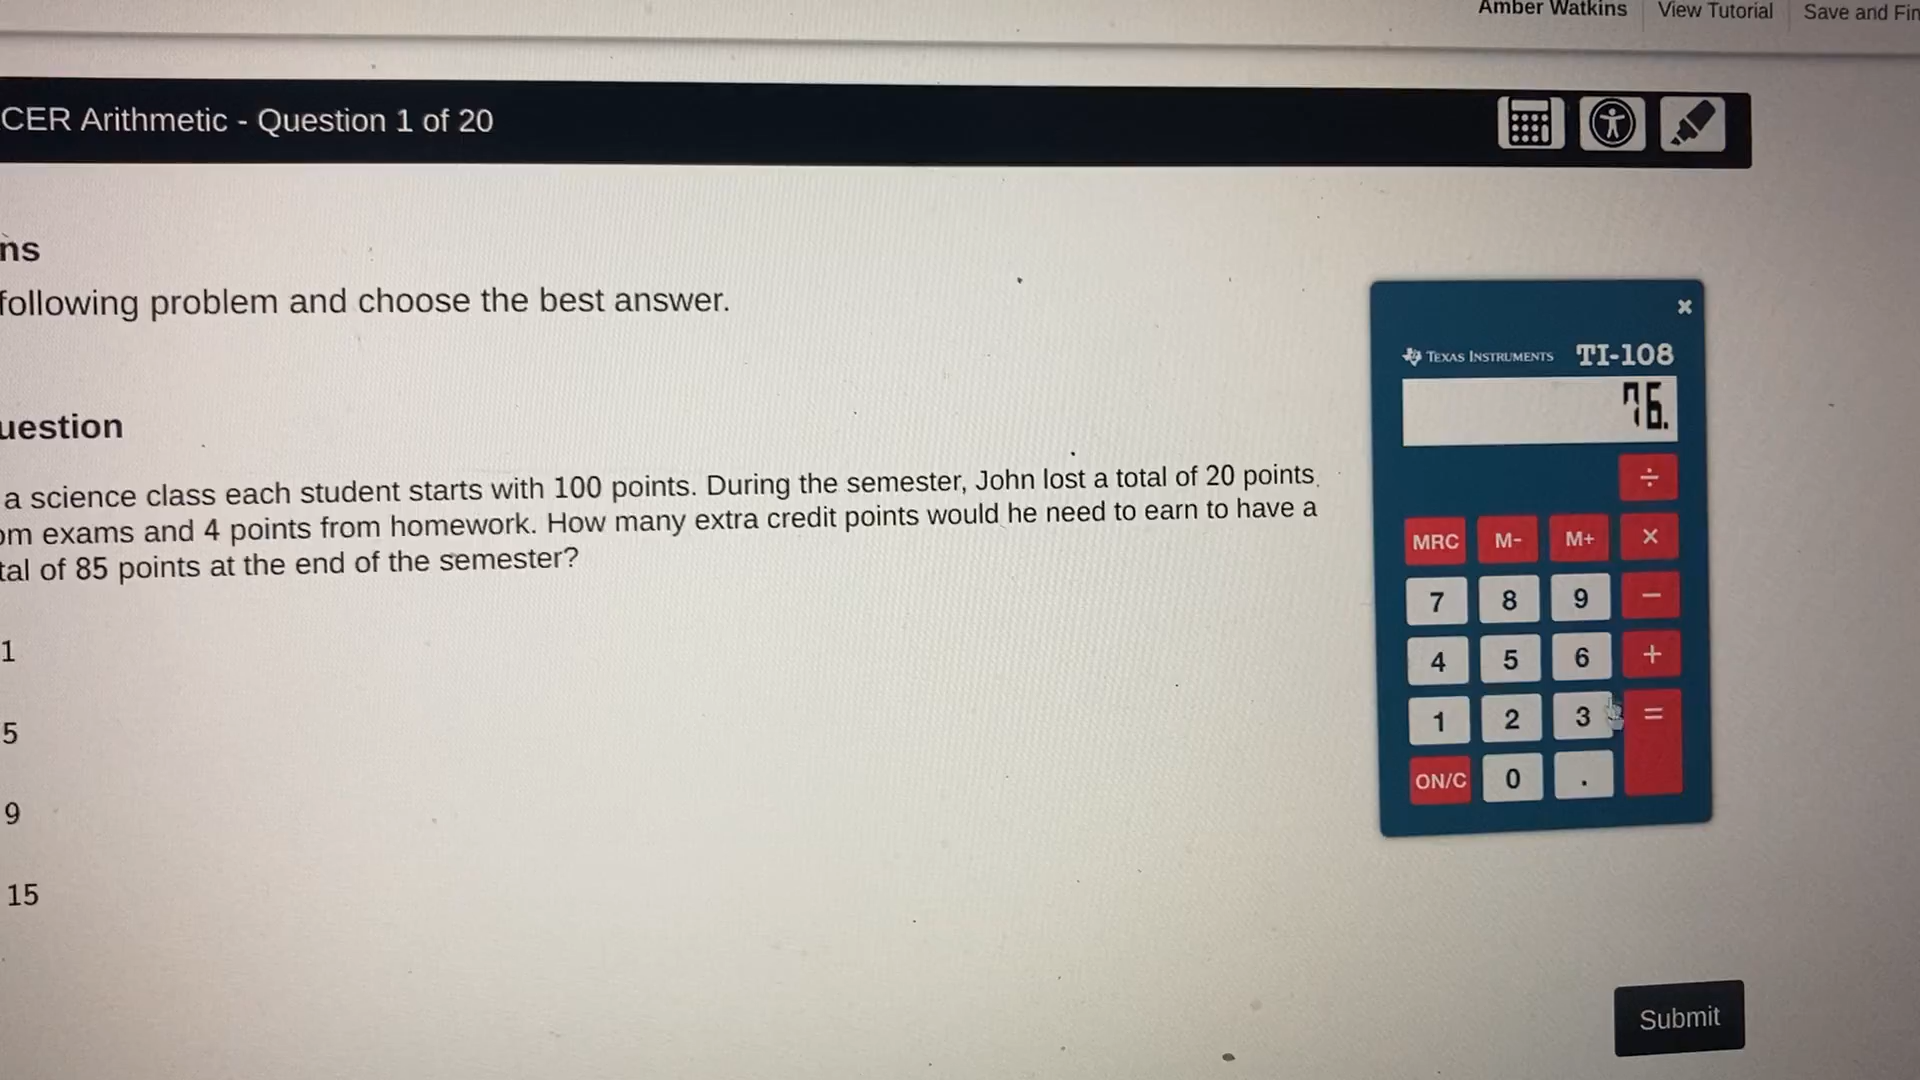 Amber Watkins View Tutorial Save and Fin
CER Arithmetic - Question 1 of 20
ns
following problem and choose the best answer.
TEXAS INSTRUMENTS TI-108
76.
uestion
a science class each student starts with 100 points. During the semester, John lost a total of 20 points
om exams and 4 points from homework. How many extra credit points would he need to earn to have a
tal of 85 points at the end of the semester?
1
5
9
15
÷
MRC M- M+ ×
7 8 9 −
4 5 6 +
1 2 3 =
ON/C 0 .
Submit